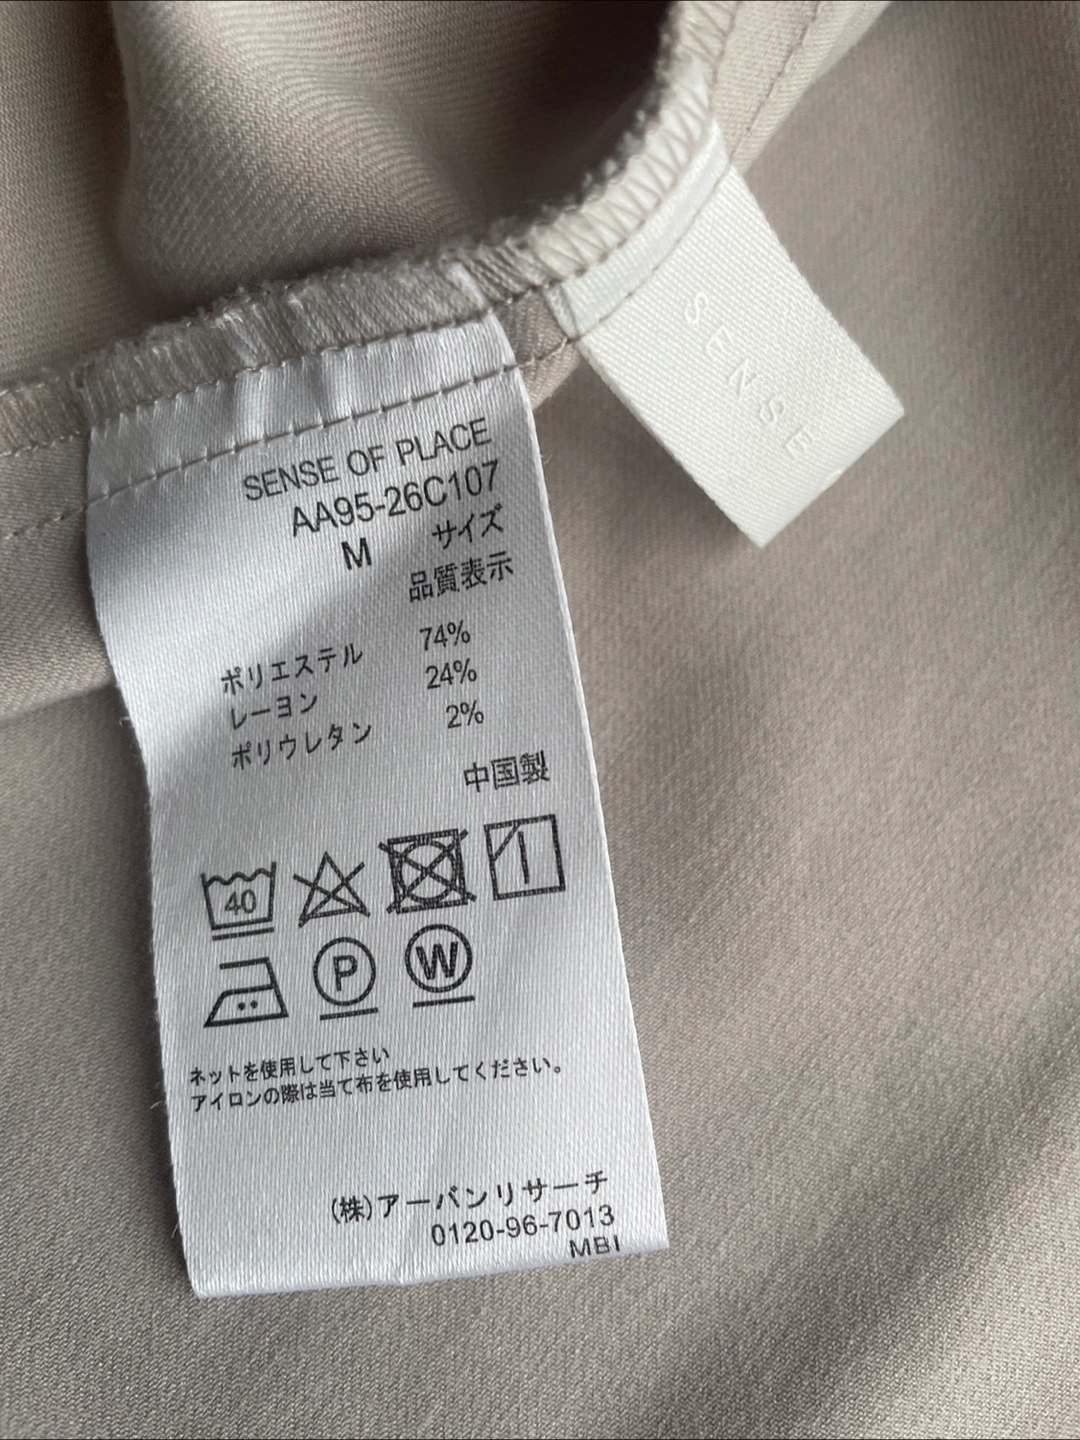 SENSE
SENSE OF PLACE
AA95-26C107
M サイズ
品質表示
ポリエステル 74%
レーヨン 24%
ポリウレタン 2%
中国製
40
P W
ネットを使用して下さい
アイロンの際は当て布を使用してください。
(株)アーバンリサーチ
0120-96-7013
MBI